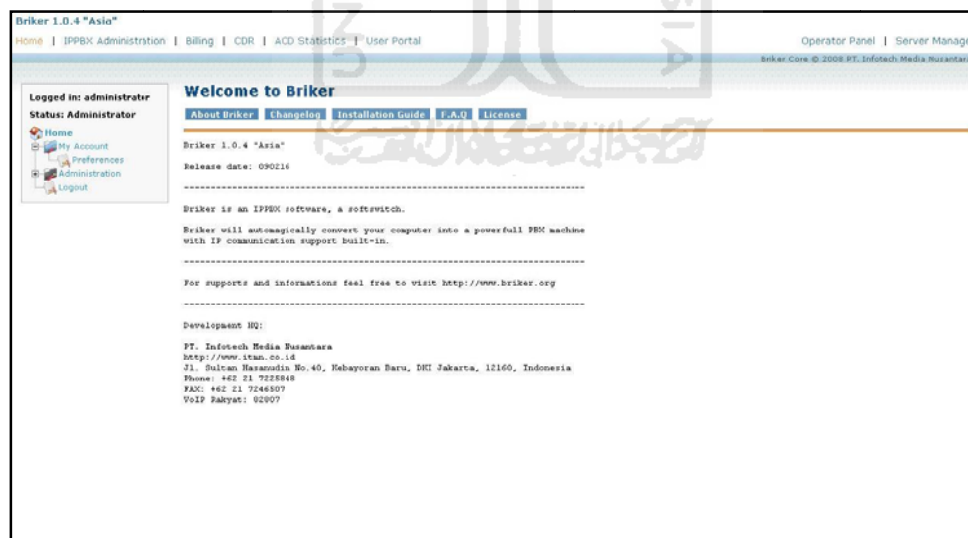 Briker 1.0.4 "Asia"
Home | IPPBX Administrtion | Billing | CDR | ACD Statistics | User Portal
Operator Panel | Server Manage
Briker Core © 2008 PT. Infotech Media Nusantar
Logged in: administrator
Status: Administrator
Home
My Account
Preferences
Administration
Logout
Welcome to Briker
About Briker Changelog Installation Guide F.A.Q License
Briker 1.0.4 "Asia"
Release date: 090216
Briker is an IPPBX software, a softswitch.
Briker will automagically convert your computer into a powerfull PBX machine
with IP communication support built-in.
For supports and informations feel free to visit http://www.briker.org
Development HQ:
PT. Infotech Media Nusantara
http://www.itmn.co.id
Jl. Sultan Hasanudin No.40, Kebayoran Baru, DKI Jakarta, 12160, Indonesia
Phone: +62 21 7225848
FAX: +62 21 7246507
VoIP Rakyat: 02007